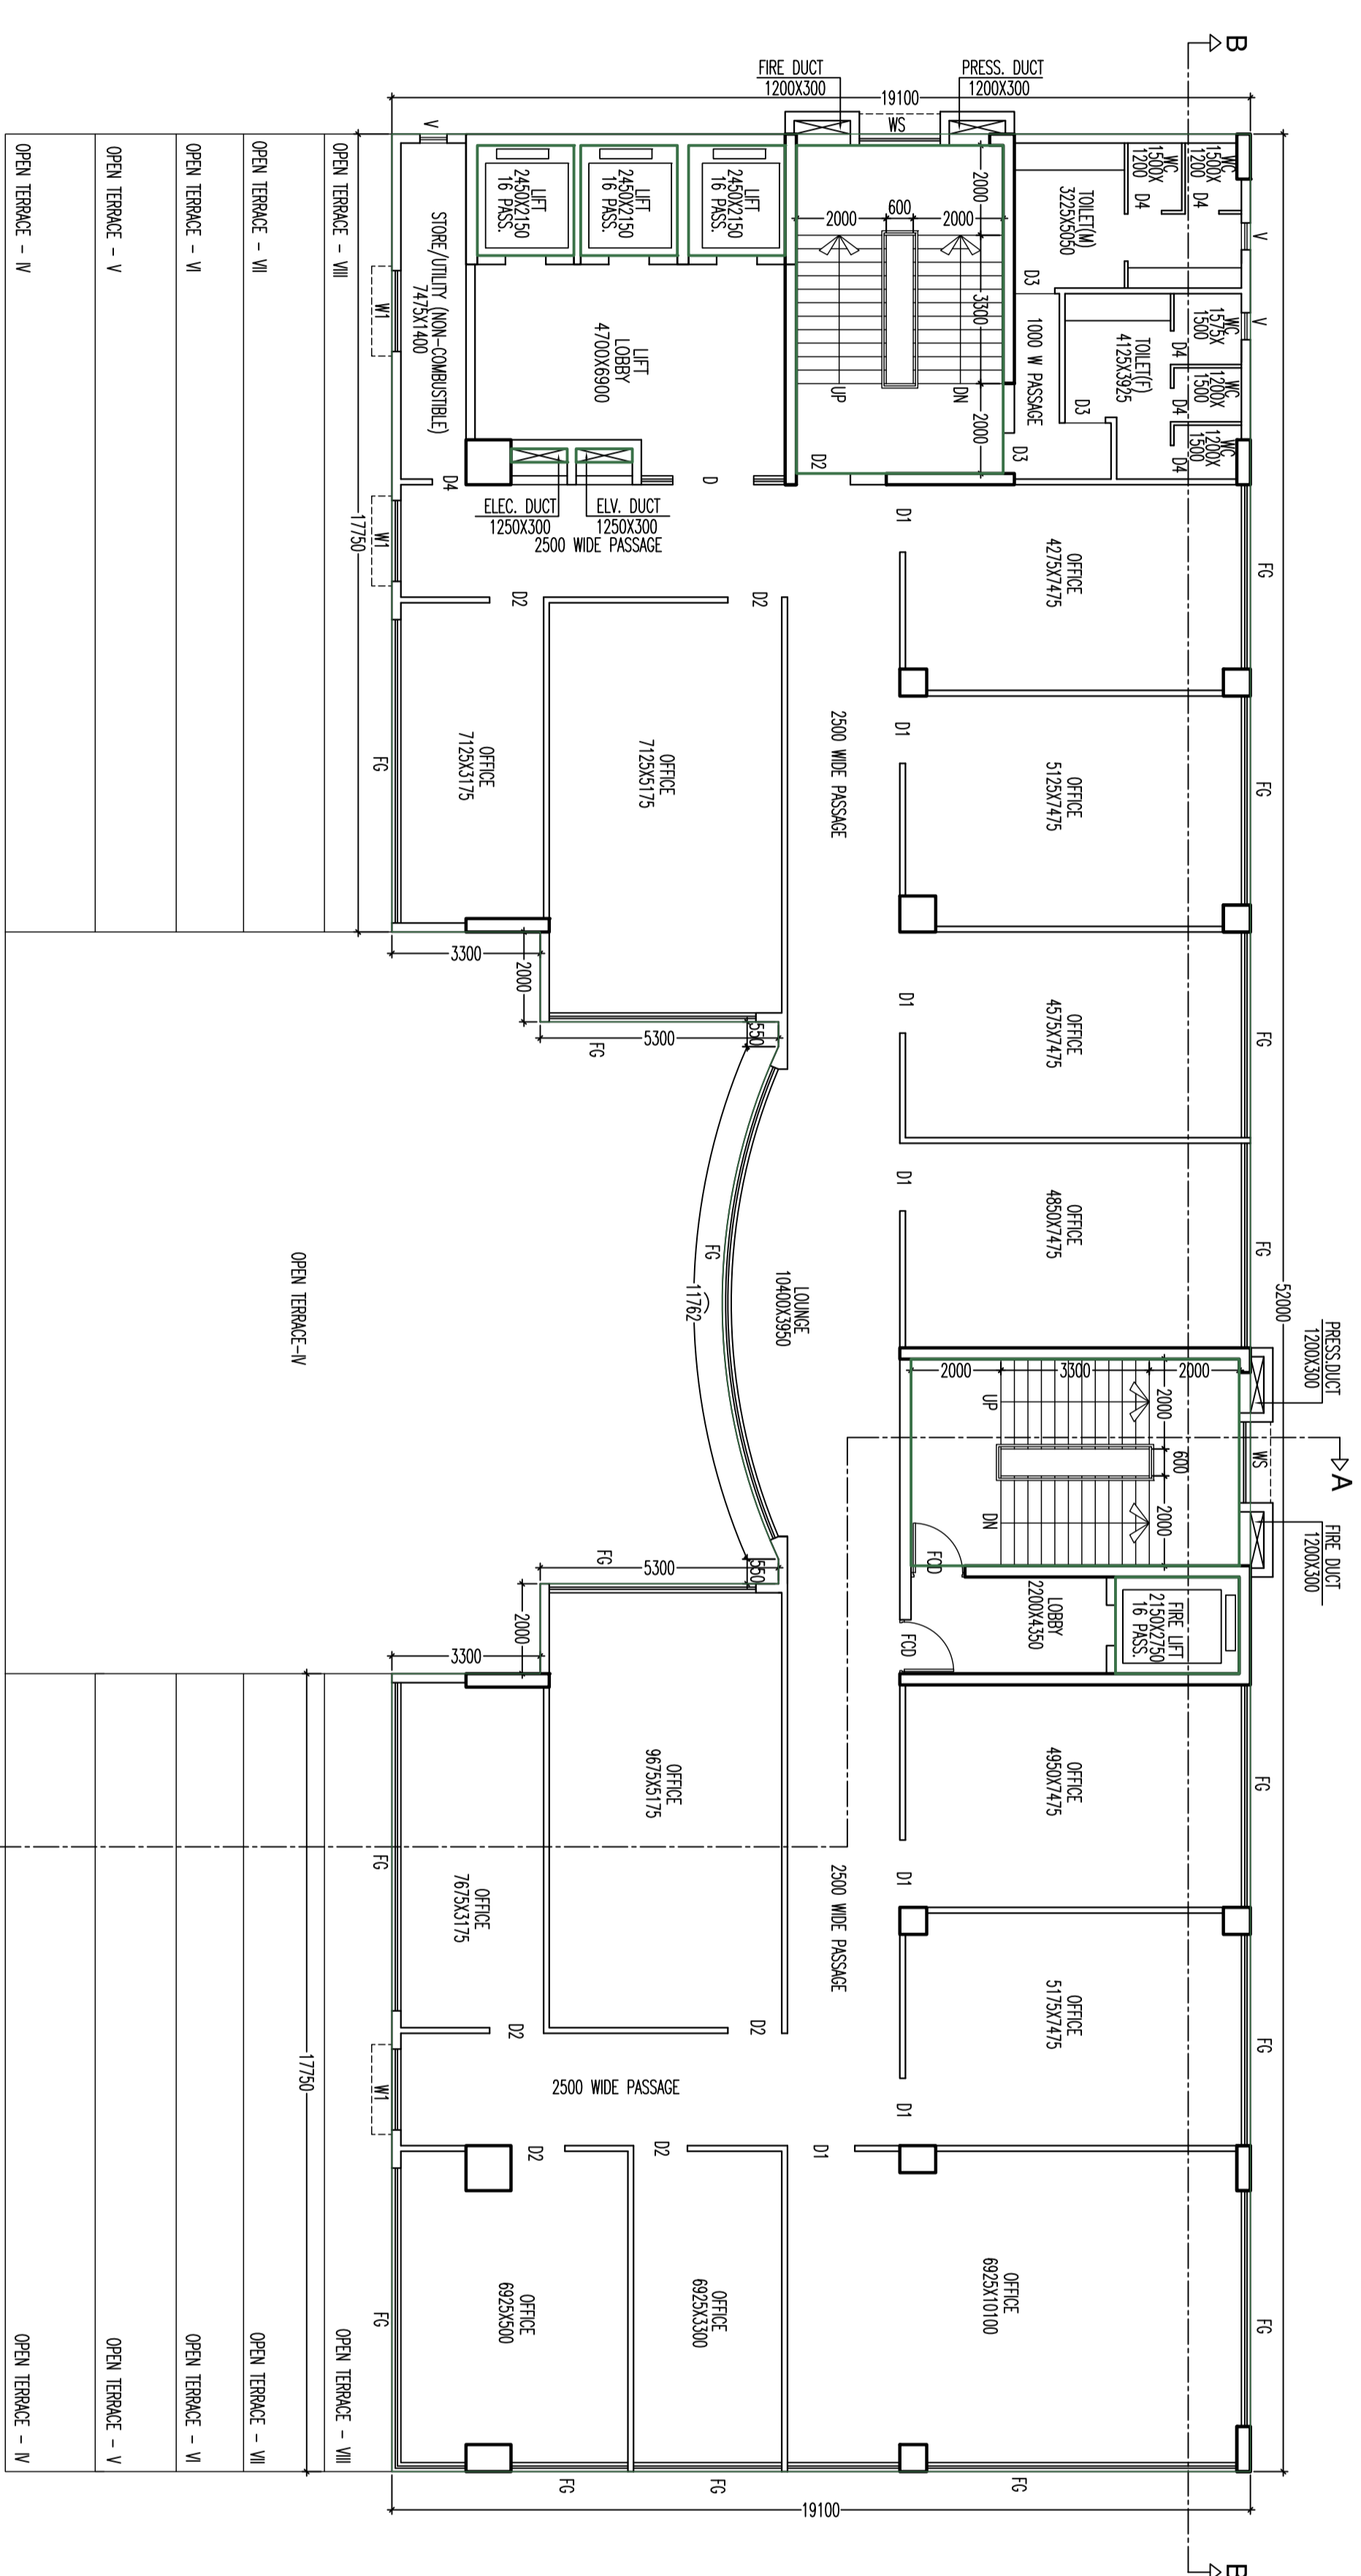 B
FIRE DUCT
1200X300
PRESS. DUCT
1200X300
19100
WS
V
OPEN TERRACE - IV
OPEN TERRACE - V
OPEN TERRACE - VI
OPEN TERRACE - VII
OPEN TERRACE - VIII
STORE/UTILITY (NON-COMBUSTIBLE)
7475X1400
LIFT
2450X2150
16 PASS.
LIFT
2450X2150
16 PASS.
LIFT
2450X2150
16 PASS.
2000
600
2000
2000
3300
2000
UP
DN
TOILET(M)
3225X5050
WC
1500X
1200
WC
1500X
1200
D4
D4
V
V
D3
1000 W PASSAGE
TOILET(F)
4125X3925
WC
1575X
1500
WC
1200X
1500
WC
1200X
1500
D4
D4
D4
D3
D3
D2
W1
LIFT
LOBBY
4700X6900
D
D4
ELEC. DUCT
1250X300
ELV. DUCT
1250X300
2500 WIDE PASSAGE
17750
W1
D1
OFFICE
4275X7475
FG
D2
D2
OFFICE
7125X3175
FG
OFFICE
7125X5175
2500 WIDE PASSAGE
D1
OFFICE
5125X7475
FG
3300
2000
5300
550
FG
D1
OFFICE
4575X7475
FG
D1
OFFICE
4850X7475
FG
52000
OPEN TERRACE-IV
11762
FG
LOUNGE
10400X3950
PRESS.DUCT
1200X300
2000
3300
2000
UP
2000
600
2000
DN
WS
A
FIRE DUCT
1200X300
FCD
LOBBY
2200X4350
FIRE LIFT
2150X2750
16 PASS.
FCD
FG
5300
550
2000
3300
OFFICE
4950X7475
FG
OFFICE
9675X5175
OFFICE
7675X3175
FG
2500 WIDE PASSAGE
D1
OFFICE
5175X7475
FG
D2
D2
W1
17750
2500 WIDE PASSAGE
D1
D2
D2
D1
OFFICE
6925X500
OFFICE
6925X3300
OFFICE
6925X10100
FG
FG
OPEN TERRACE - IV
OPEN TERRACE - V
OPEN TERRACE - VI
OPEN TERRACE - VII
OPEN TERRACE - VIII
FG
FG
FG
19100
B